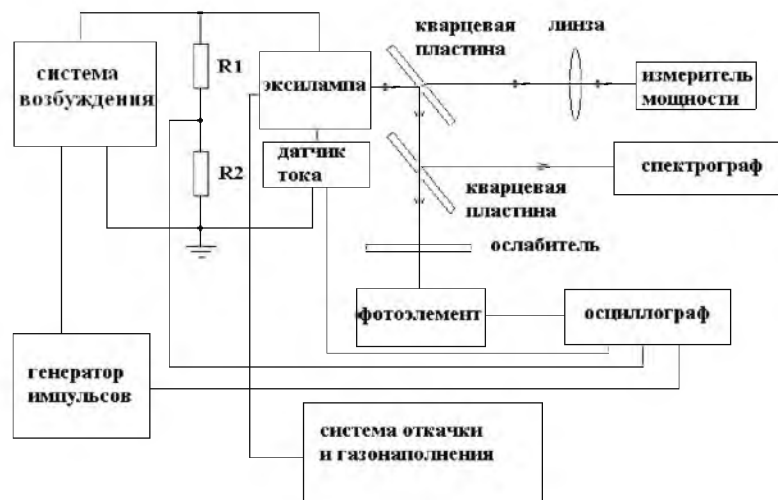 кварцевая
пластина
линза
система
возбуждения
R1
эксилампа
измеритель
мощности
датчик
тока
R2
кварцевая
пластина
спектрограф
ослабитель
фотоэлемент
осциллограф
генератор
импульсов
система откачки
и газонаполнения